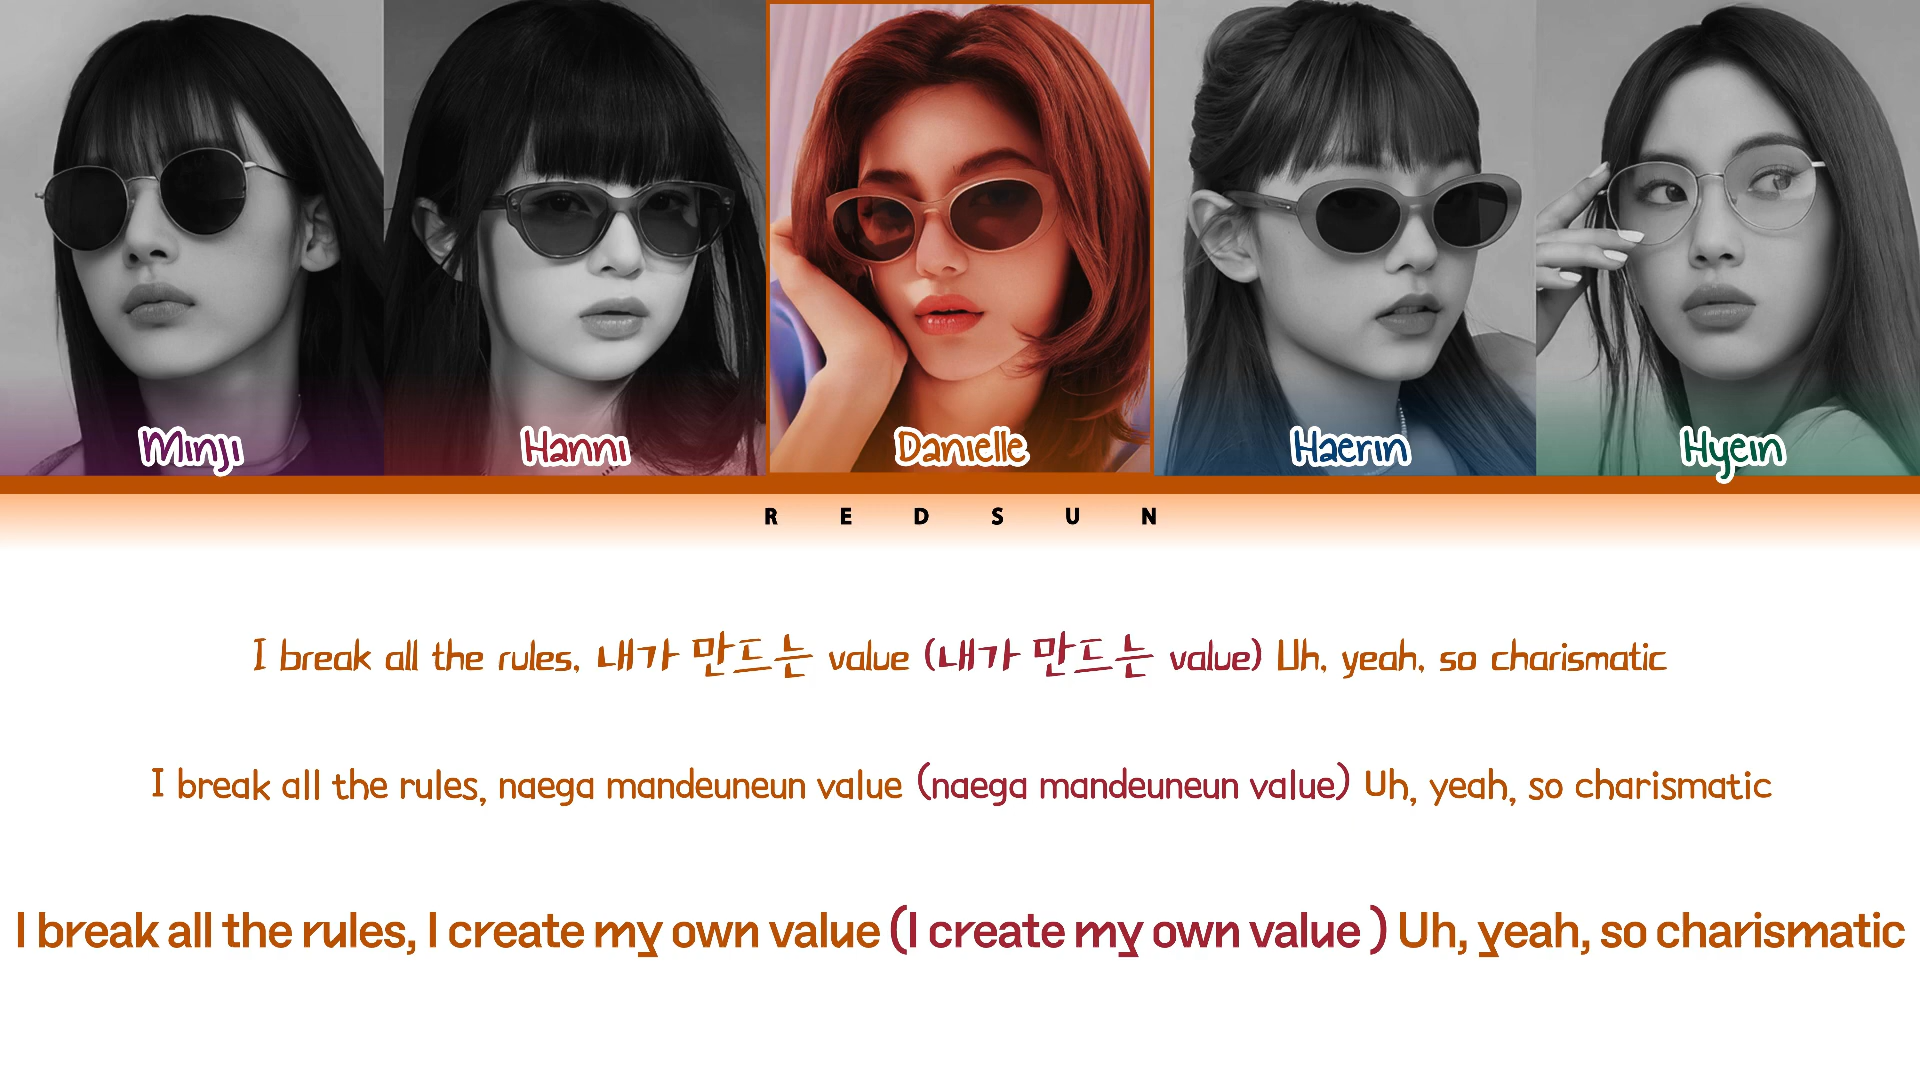 Minji Hanni Danielle Haerin Hyein
REDSUN
I break all the rules, 내가 만드는 value (내가 만드는 value) Uh, yeah, so charismatic
I break all the rules, naega mandeuneun value (naega mandeuneun value) Uh, yeah, so charismatic
I break all the rules, I create my own value (I create my own value ) Uh, yeah, so charismatic